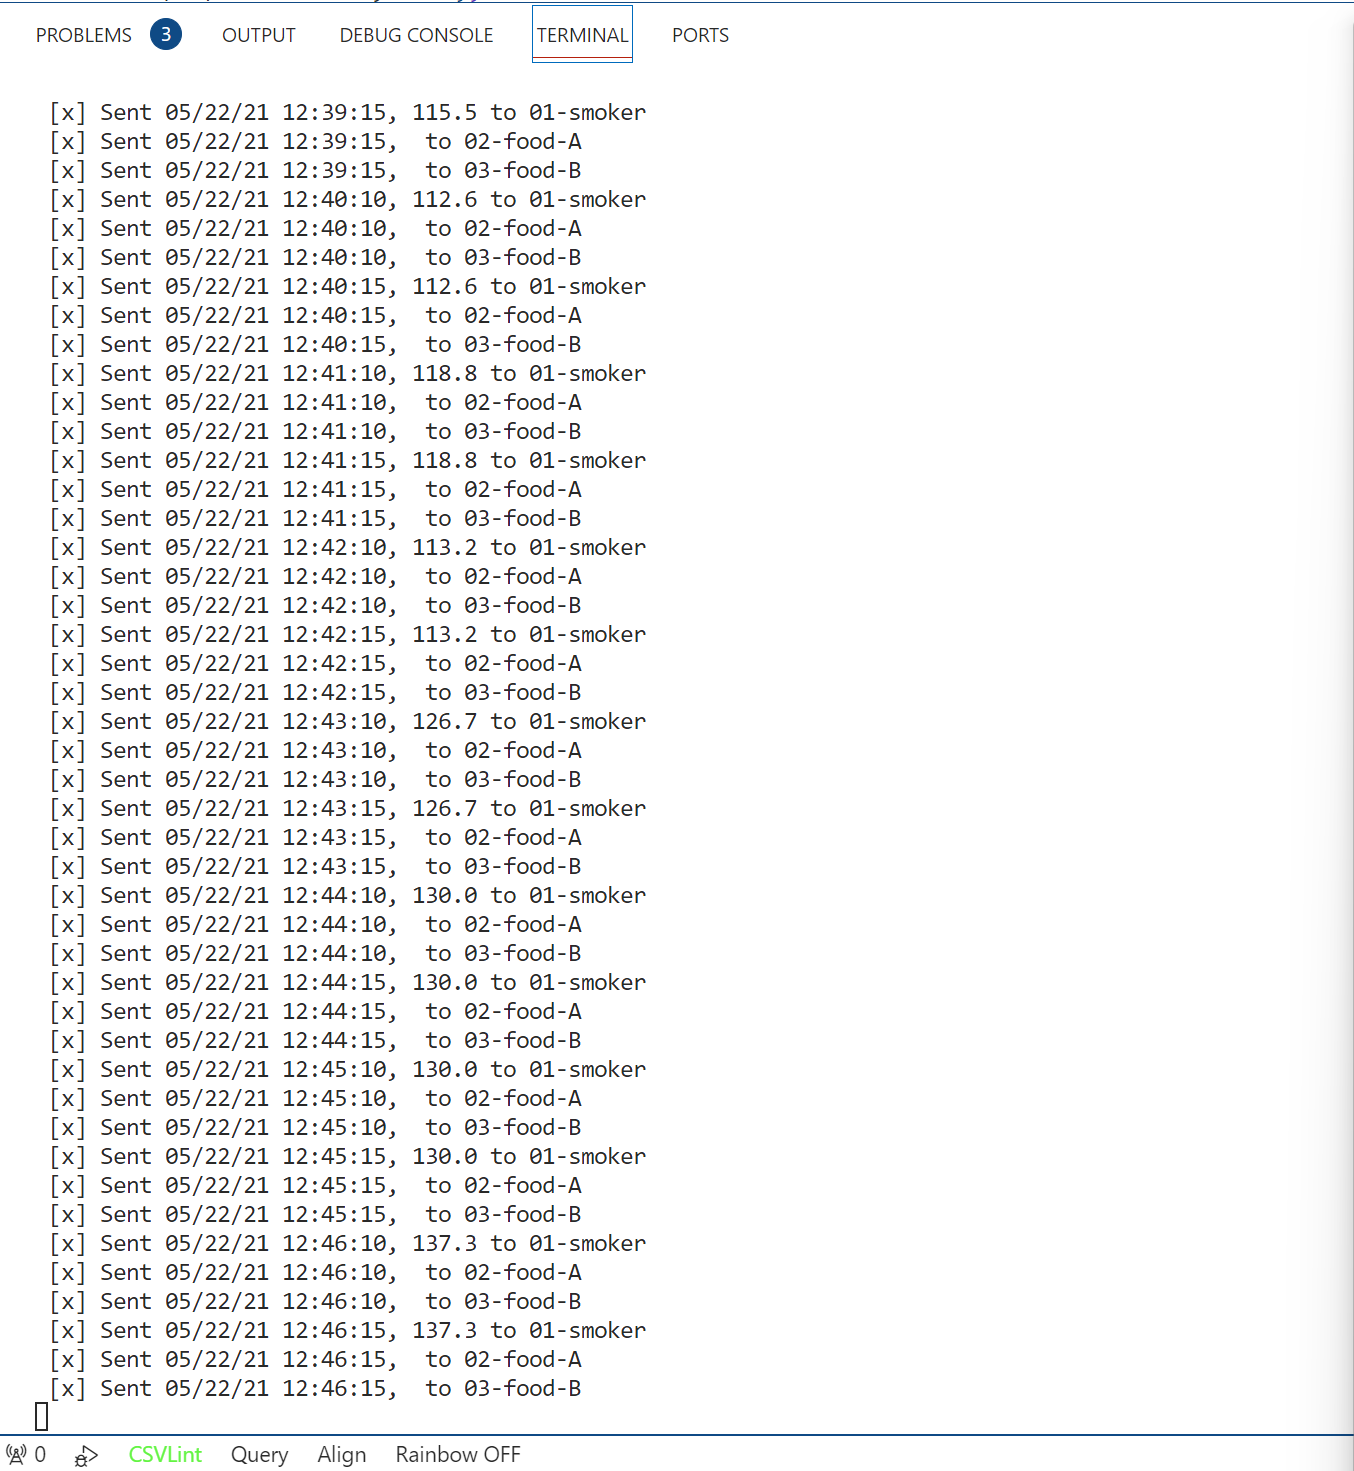 PROBLEMS 3 OUTPUT DEBUG CONSOLE TERMINAL PORTS
[x] Sent 05/22/21 12:39:15, 115.5 to 01-smoker
[x] Sent 05/22/21 12:39:15,  to 02-food-A
[x] Sent 05/22/21 12:39:15,  to 03-food-B
[x] Sent 05/22/21 12:40:10, 112.6 to 01-smoker
[x] Sent 05/22/21 12:40:10,  to 02-food-A
[x] Sent 05/22/21 12:40:10,  to 03-food-B
[x] Sent 05/22/21 12:40:15, 112.6 to 01-smoker
[x] Sent 05/22/21 12:40:15,  to 02-food-A
[x] Sent 05/22/21 12:40:15,  to 03-food-B
[x] Sent 05/22/21 12:41:10, 118.8 to 01-smoker
[x] Sent 05/22/21 12:41:10,  to 02-food-A
[x] Sent 05/22/21 12:41:10,  to 03-food-B
[x] Sent 05/22/21 12:41:15, 118.8 to 01-smoker
[x] Sent 05/22/21 12:41:15,  to 02-food-A
[x] Sent 05/22/21 12:41:15,  to 03-food-B
[x] Sent 05/22/21 12:42:10, 113.2 to 01-smoker
[x] Sent 05/22/21 12:42:10,  to 02-food-A
[x] Sent 05/22/21 12:42:10,  to 03-food-B
[x] Sent 05/22/21 12:42:15, 113.2 to 01-smoker
[x] Sent 05/22/21 12:42:15,  to 02-food-A
[x] Sent 05/22/21 12:42:15,  to 03-food-B
[x] Sent 05/22/21 12:43:10, 126.7 to 01-smoker
[x] Sent 05/22/21 12:43:10,  to 02-food-A
[x] Sent 05/22/21 12:43:10,  to 03-food-B
[x] Sent 05/22/21 12:43:15, 126.7 to 01-smoker
[x] Sent 05/22/21 12:43:15,  to 02-food-A
[x] Sent 05/22/21 12:43:15,  to 03-food-B
[x] Sent 05/22/21 12:44:10, 130.0 to 01-smoker
[x] Sent 05/22/21 12:44:10,  to 02-food-A
[x] Sent 05/22/21 12:44:10,  to 03-food-B
[x] Sent 05/22/21 12:44:15, 130.0 to 01-smoker
[x] Sent 05/22/21 12:44:15,  to 02-food-A
[x] Sent 05/22/21 12:44:15,  to 03-food-B
[x] Sent 05/22/21 12:45:10, 130.0 to 01-smoker
[x] Sent 05/22/21 12:45:10,  to 02-food-A
[x] Sent 05/22/21 12:45:10,  to 03-food-B
[x] Sent 05/22/21 12:45:15, 130.0 to 01-smoker
[x] Sent 05/22/21 12:45:15,  to 02-food-A
[x] Sent 05/22/21 12:45:15,  to 03-food-B
[x] Sent 05/22/21 12:46:10, 137.3 to 01-smoker
[x] Sent 05/22/21 12:46:10,  to 02-food-A
[x] Sent 05/22/21 12:46:10,  to 03-food-B
[x] Sent 05/22/21 12:46:15, 137.3 to 01-smoker
[x] Sent 05/22/21 12:46:15,  to 02-food-A
[x] Sent 05/22/21 12:46:15,  to 03-food-B
0 CSVLint Query Align Rainbow OFF